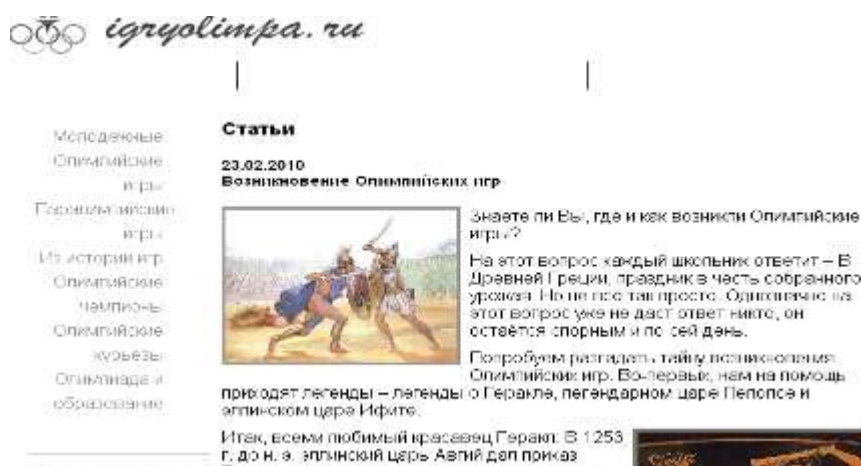 igryolimpa.ru
Молодежные
Олимпийские
игры
Паралимпийские
игры
Из истории игр
Олимпийские
чемпионы
Олимпийские
курьёзы
Олимпиада и
образование
Статьи
23.02.2010
Возникновение Олимпийских игр
Знаете ли Вы, где и как возникли Олимпийские
игры?
На этот вопрос каждый школьник ответит – В
Древней Греции, праздник в честь собранного
урожая. Но не все так просто. Однозначно на
этот вопрос уже не даст ответ никто, он
остаётся спорным и по сей день.
Попробуем разгадать тайну возникновения
Олимпийских игр. Во-первых, нам на помощь
приходят легенды – легенды о Геракле, легендарном царе Пелопсе и
эллинском царе Ифите.
Итак, всеми любимый красавец Геракл. В 1253
г. до н. э. эллинский царь Авгий дал приказ